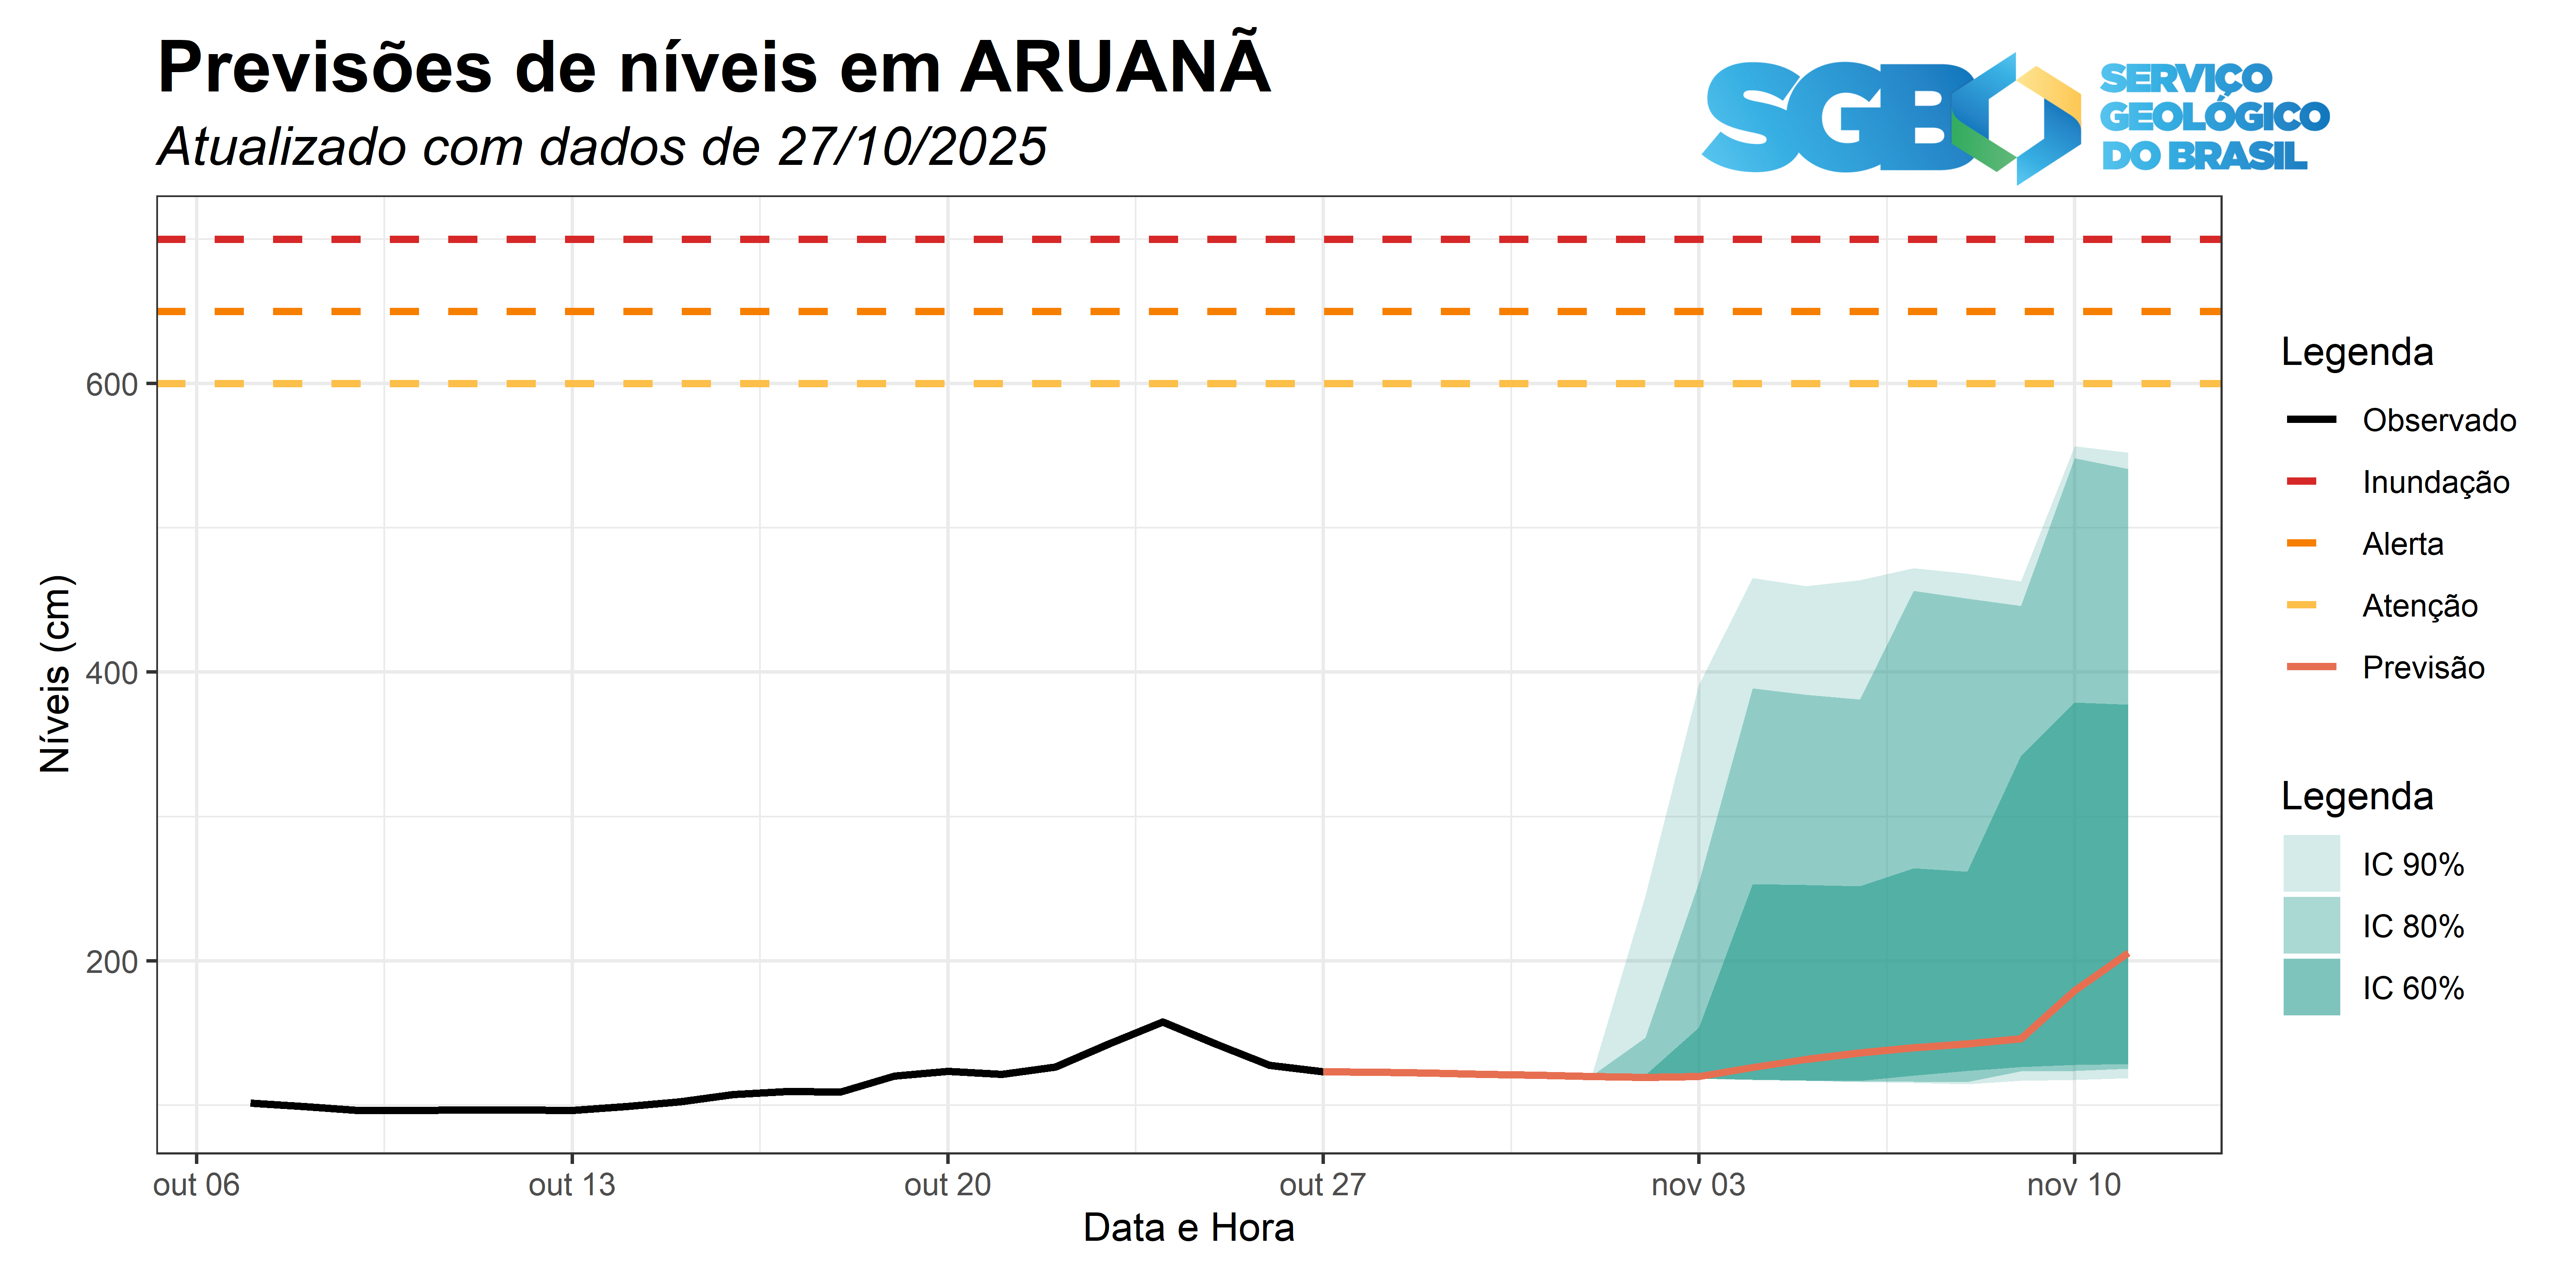 Previsões de níveis em ARUANÃ
Atualizado com dados de 27/10/2025
SGB
SERVIÇO
GEOLÓGICO
DO BRASIL
Níveis (cm)
600
400
200
out 06
out 13
out 20
out 27
nov 03
nov 10
Data e Hora
Legenda
Observado
Inundação
Alerta
Atenção
Previsão
Legenda
IC 90%
IC 80%
IC 60%